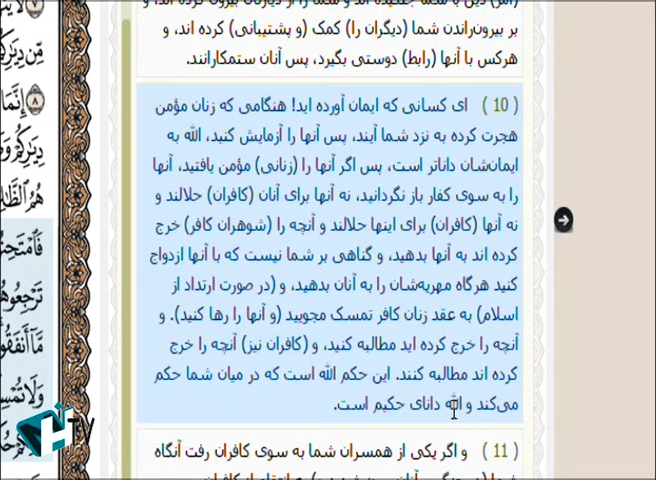 بر بیرون‌راندن شما (دیگران را) کمک (و پشتیبانی) کرده اند، و
هرکس با آنها (رابط) دوستی بگیرد، پس آنان ستمکارانند.
( 10 ) ای کسانی که ایمان آورده اید! هنگامی که زنان مؤمن
هجرت کرده به نزد شما آیند، پس آنها را آزمایش کنید، الله به
ایمان‌شان داناتر است، پس اگر آنها را (زنانی) مؤمن یافتید، آنها
را به سوی کفار باز نگردانید، نه آنها برای آنان (کافران) حلالند و
نه آنها (کافران) برای اینها حلالند و آنچه را (شوهران کافر) خرج
کرده اند به آنها بدهید، و گناهی بر شما نیست که با آنها ازدواج
کنید هرگاه مهریه‌شان را به آنان بدهید، و (در صورت ارتداد از
اسلام) به عقد زنان کافر تمسک مجویید (و آنها را رها کنید). و
آنچه را خرج کرده اید مطالبه کنید، و (کافران نیز) آنچه را خرج
کرده اند مطالبه کنند. این حکم الله است که در میان شما حکم
می‌کند و الله دانای حکیم است.
( 11 ) و اگر یکی از همسران شما به سوی کافران رفت آنگاه
TV